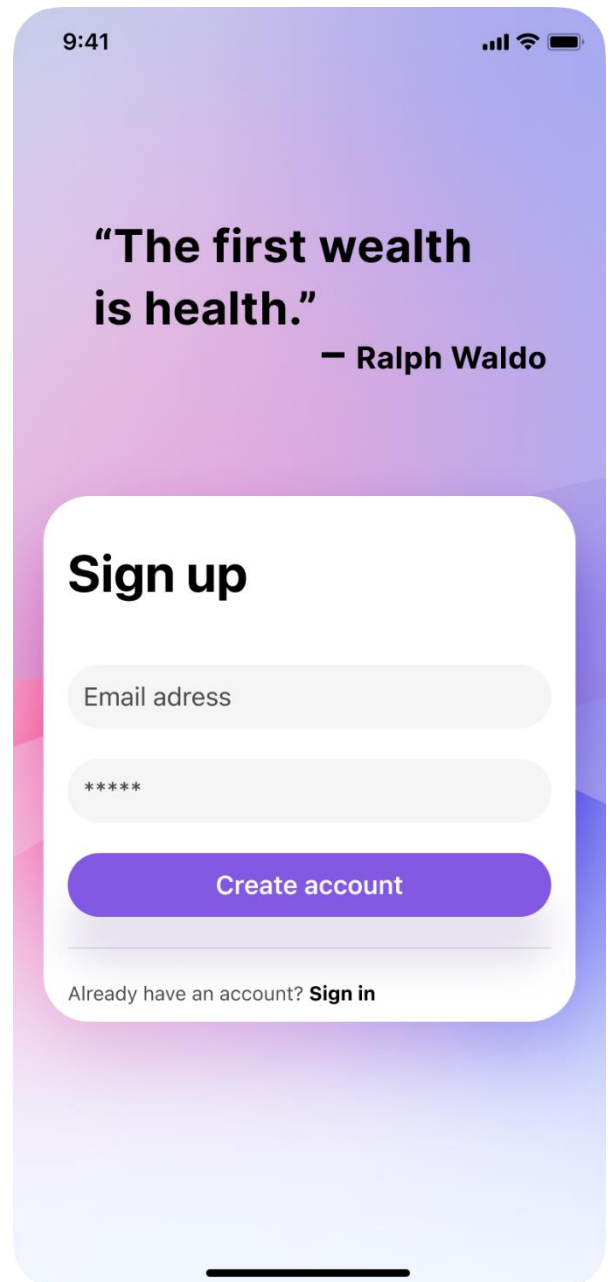 9:41
“The first wealth
is health.”
– Ralph Waldo
Sign up
Email adress
*****
Create account
Already have an account? Sign in